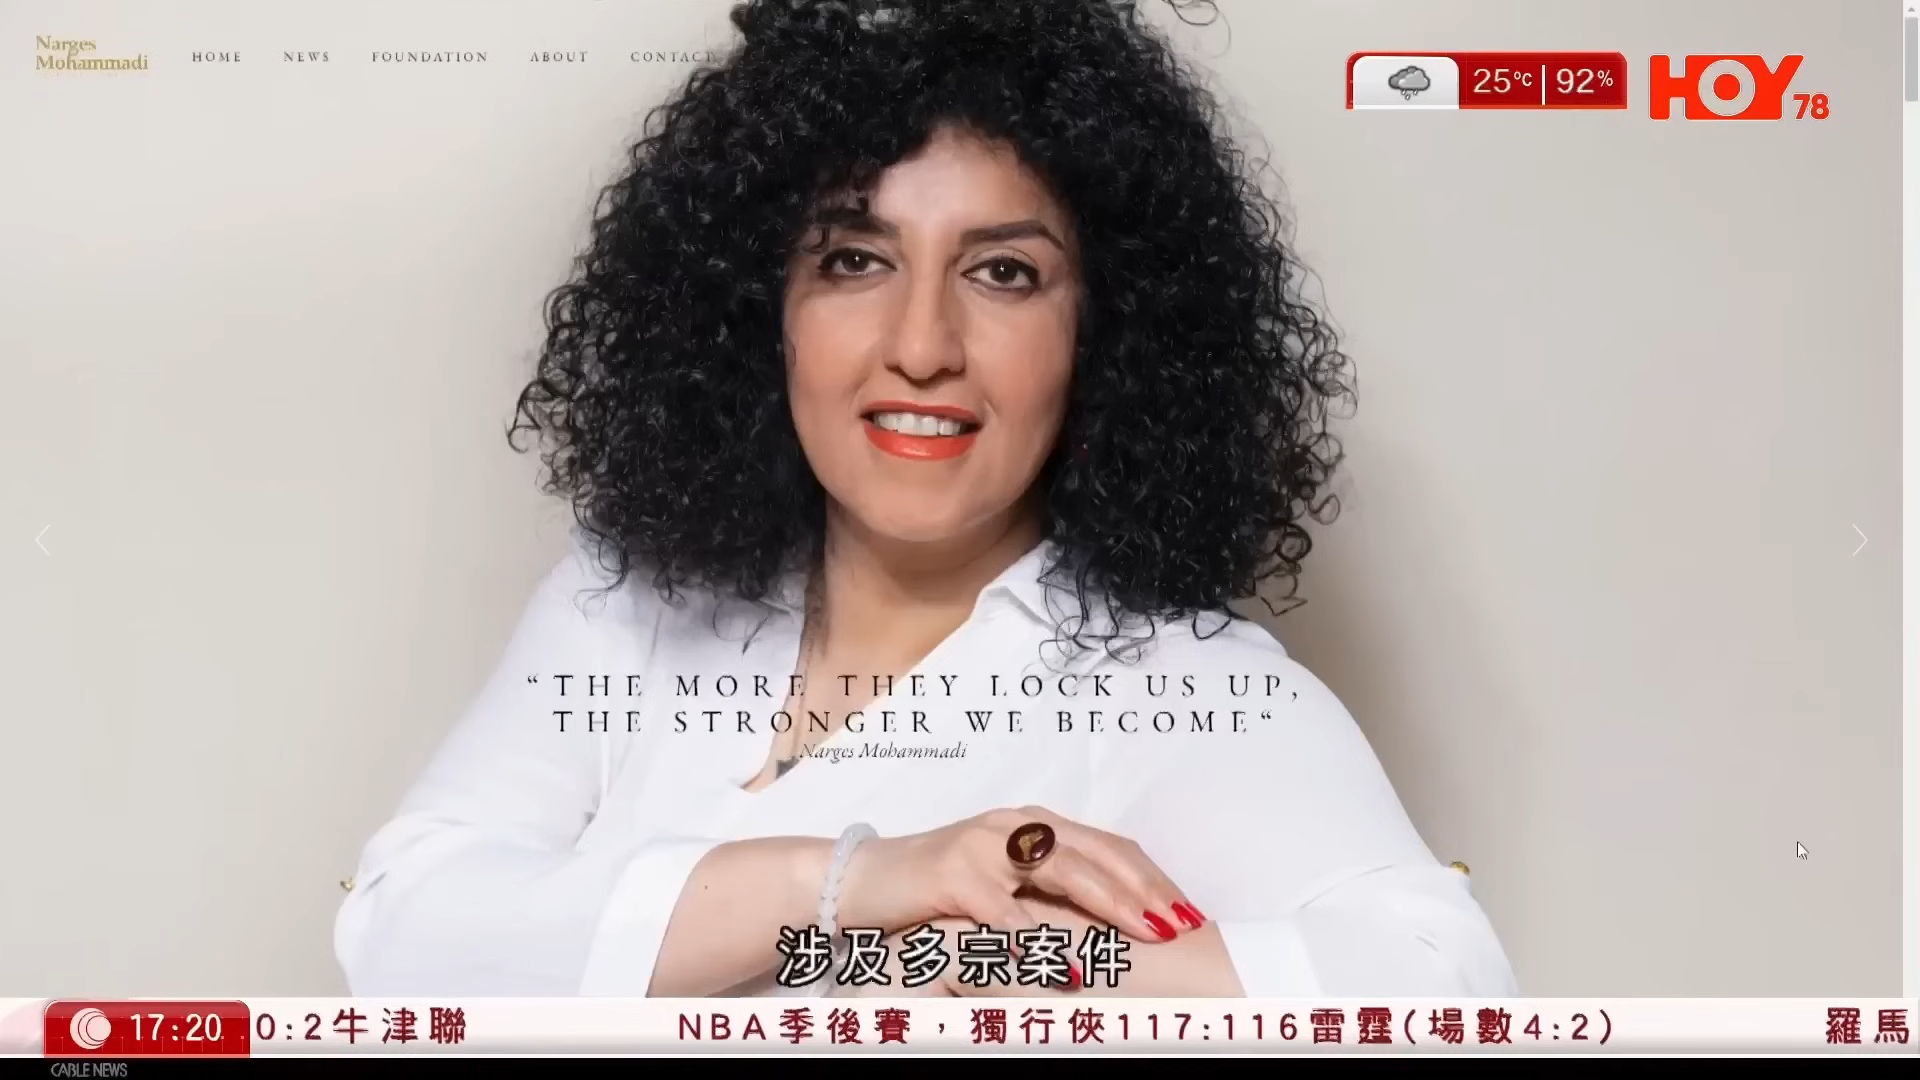 Narges
Mohammadi
HOME NEWS FOUNDATION ABOUT CONTACT
25°C 92%
HOY 78
“THE MORE THEY LOCK US UP,
THE STRONGER WE BECOME“
Narges Mohammadi
涉及多宗案件
17:20
0:2牛津聯 NBA季後賽，獨行俠117:116雷霆(場數4:2) 羅馬
CABLE NEWS